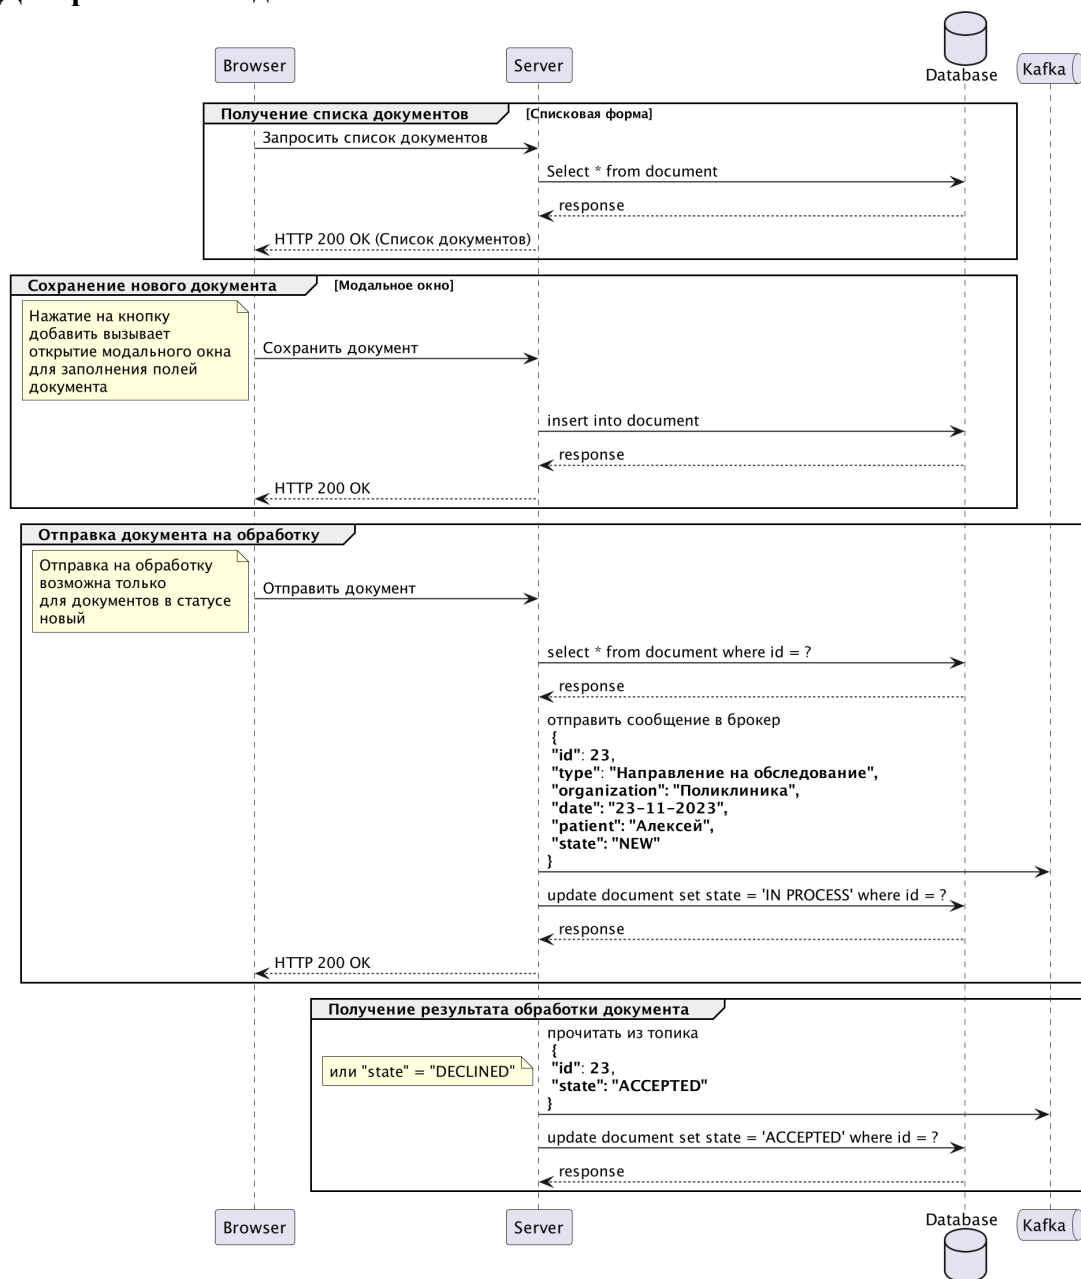 Browser
Server
Database
Kafka
Получение списка документов [Списковая форма]
Запросить список документов
Select * from document
response
HTTP 200 OK (Список документов)
Сохранение нового документа [Модальное окно]
Нажатие на кнопку
добавить вызывает
открытие модального окна
для заполнения полей
документа
Сохранить документ
insert into document
response
HTTP 200 OK
Отправка документа на обработку
Отправка на обработку
возможна только
для документов в статусе
новый
Отправить документ
select * from document where id = ?
response
отправить сообщение в брокер
{
"id": 23,
"type": "Направление на обследование",
"organization": "Поликлиника",
"date": "23-11-2023",
"patient": "Алексей",
"state": "NEW"
}
update document set state = 'IN PROCESS' where id = ?
response
HTTP 200 OK
Получение результата обработки документа
или "state" = "DECLINED"
прочитать из топика
{
"id": 23,
"state": "ACCEPTED"
}
update document set state = 'ACCEPTED' where id = ?
response
Browser
Server
Database
Kafka